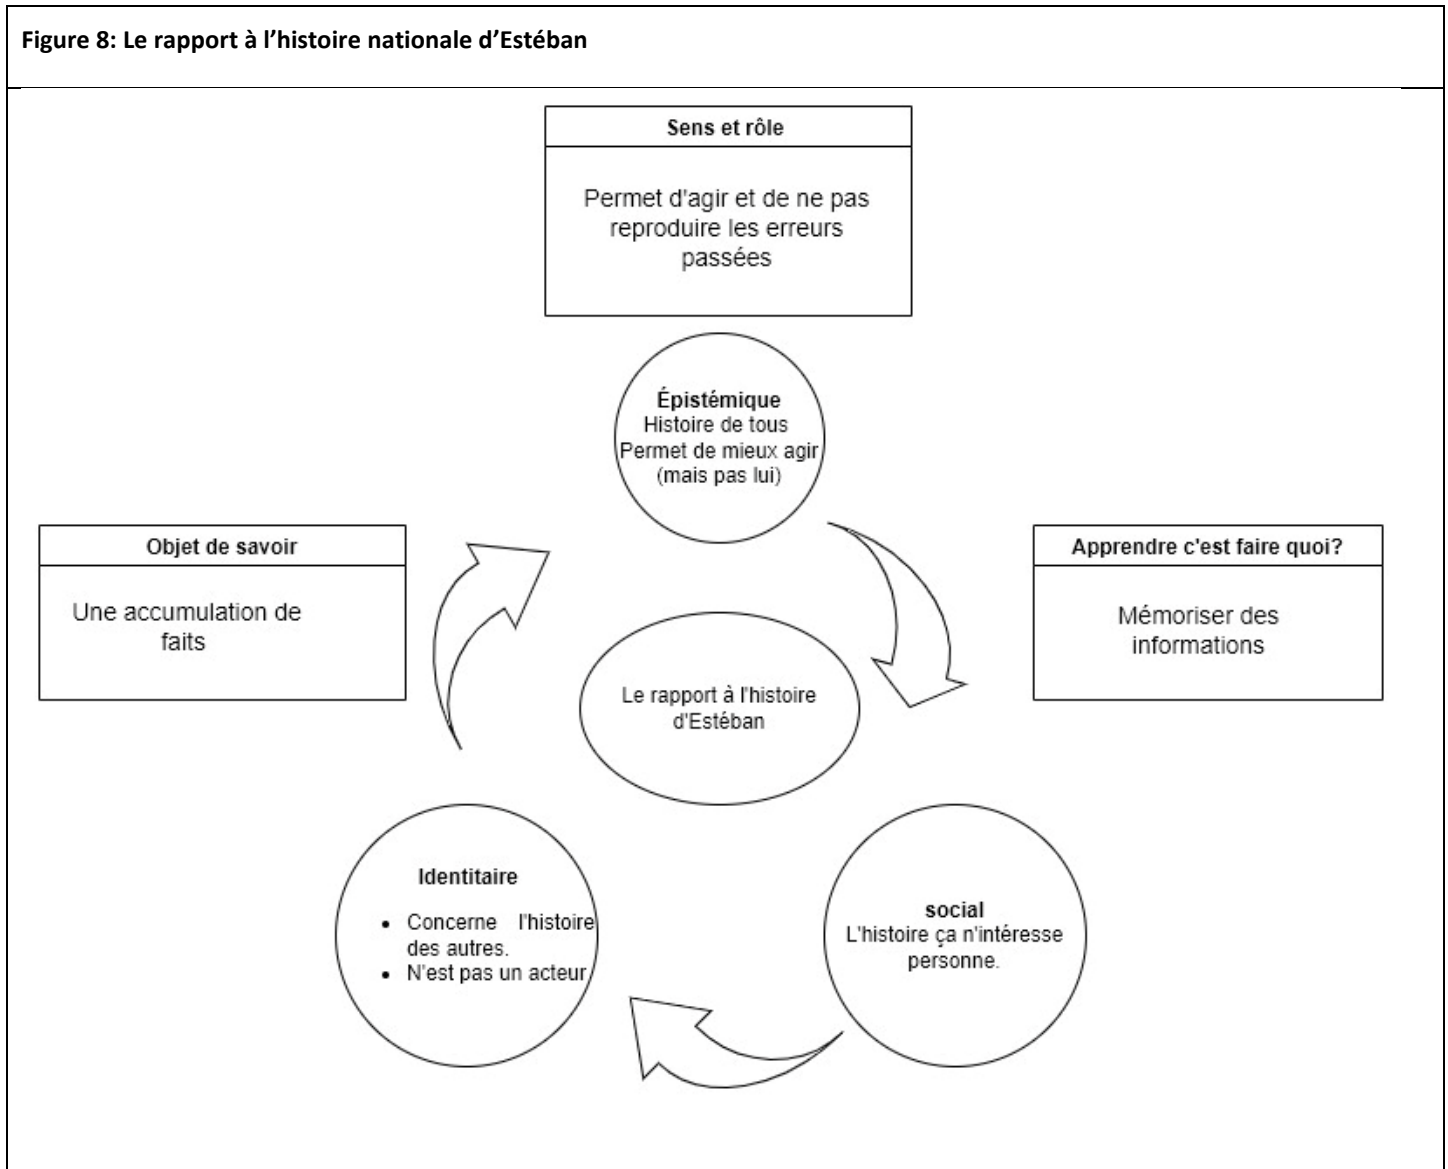 Figure 8: Le rapport à l’histoire nationale d’Estéban
Sens et rôle
Permet d'agir et de ne pas
reproduire les erreurs
passées
Épistémique
Histoire de tous
Permet de mieux agir
(mais pas lui)
Objet de savoir
Une accumulation de
faits
Apprendre c'est faire quoi?
Mémoriser des
informations
Le rapport à l'histoire
d'Estéban
Identitaire
• Concerne l'histoire
des autres.
• N'est pas un acteur
social
L'histoire ça n'intéresse
personne.